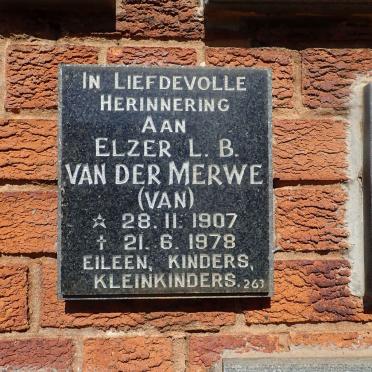 IN LIEFDEVOLLE
HERINNERING
AAN
ELZER L. B.
VAN DER MERWE
(VAN)
☆ 28. 11. 1907
✝ 21. 6. 1978
EILEEN, KINDERS,
KLEINKINDERS. 263